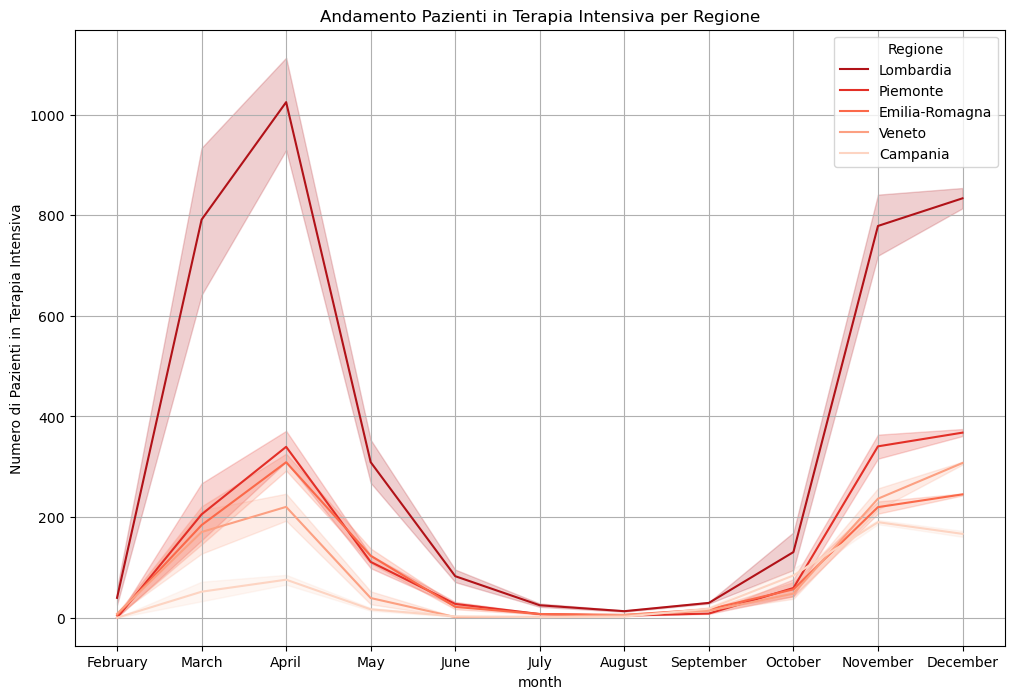 Andamento Pazienti in Terapia Intensiva per Regione
Numero di Pazienti in Terapia Intensiva
1000
800
600
400
200
0
Regione
Lombardia
Piemonte
Emilia-Romagna
Veneto
Campania
February March April May June July August September October November December
month